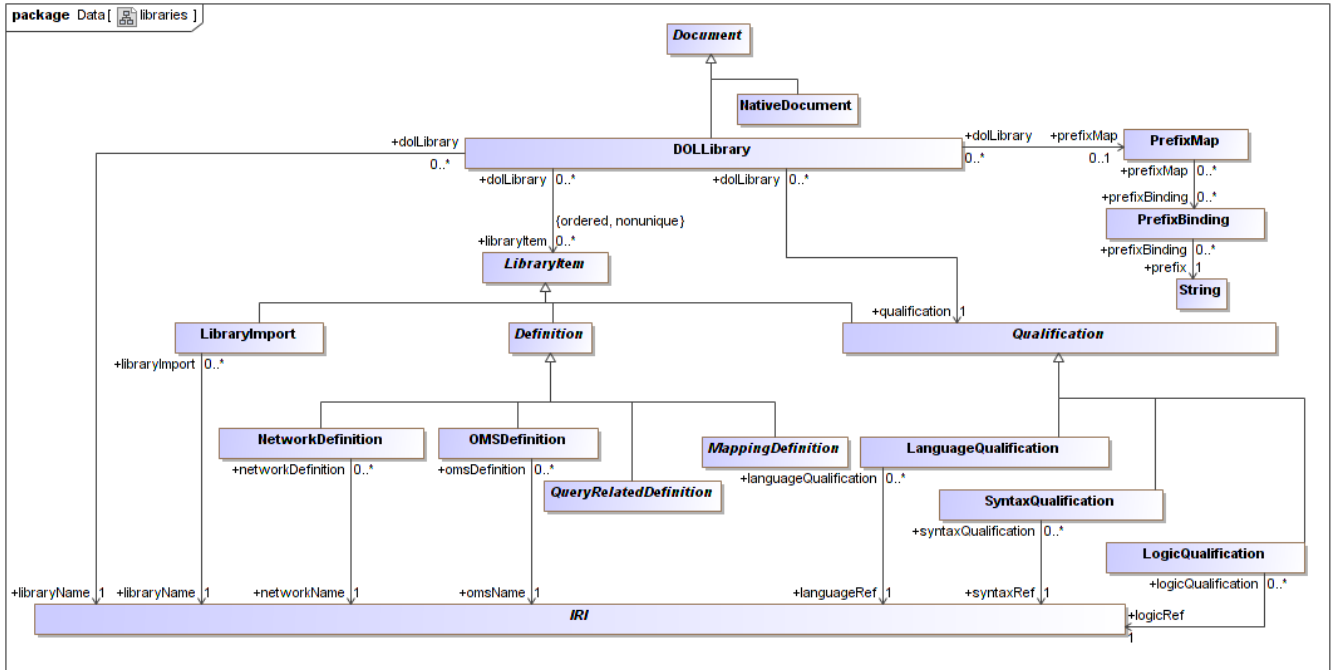 package Data[ libraries ]
Document
NativeDocument
+dolLibrary
0..*
DOLLibrary
+dolLibrary
0..*
+prefixMap
0..1
PrefixMap
+dolLibrary 0..*
+dolLibrary 0..*
+prefixMap 0..*
{ordered, nonunique}
+libraryItem 0..*
+prefixBinding 0..*
PrefixBinding
+prefixBinding 0..*
+prefix 1
String
LibraryItem
+qualification 1
LibraryImport
Definition
Qualification
+libraryImport 0..*
NetworkDefinition
OMSDefinition
MappingDefinition
LanguageQualification
+networkDefinition 0..*
+omsDefinition 0..*
+languageQualification 0..*
QueryRelatedDefinition
SyntaxQualification
+syntaxQualification 0..*
LogicQualification
+logicQualification 0..*
+libraryName 1
+libraryName 1
+networkName 1
+omsName 1
+languageRef 1
+syntaxRef 1
IRI
+logicRef
1